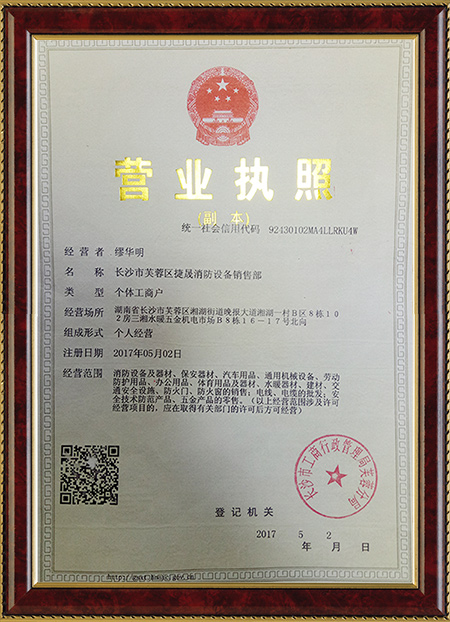 营业执照
(副 本)
统一社会信用代码 92430102MA4LLRKU4W
经营者 缪华明
名称 长沙市芙蓉区捷晟消防设备销售部
类型 个体工商户
经营场所 湖南省长沙市芙蓉区湘湖街道晚报大道湘湖一村B区8栋10
2房三湘水暖五金机电市场B8栋16－17号北向
组成形式 个人经营
注册日期 2017年05月02日
经营范围 消防设备及器材、保安器材、汽车用品、通用机械设备、劳动
防护用品、办公用品、体育用品及器材、水暖器材、建材、交
通安全设施、防火门、防火窗的销售；电线、电缆的批发；安
全技术防范产品、五金产品的零售。（以上经营范围涉及许可
经营项目的，应在取得有关部门的许可后方可经营）
长沙市工商行政管理局芙蓉分局
登记机关
2017 5 2
年 月 日